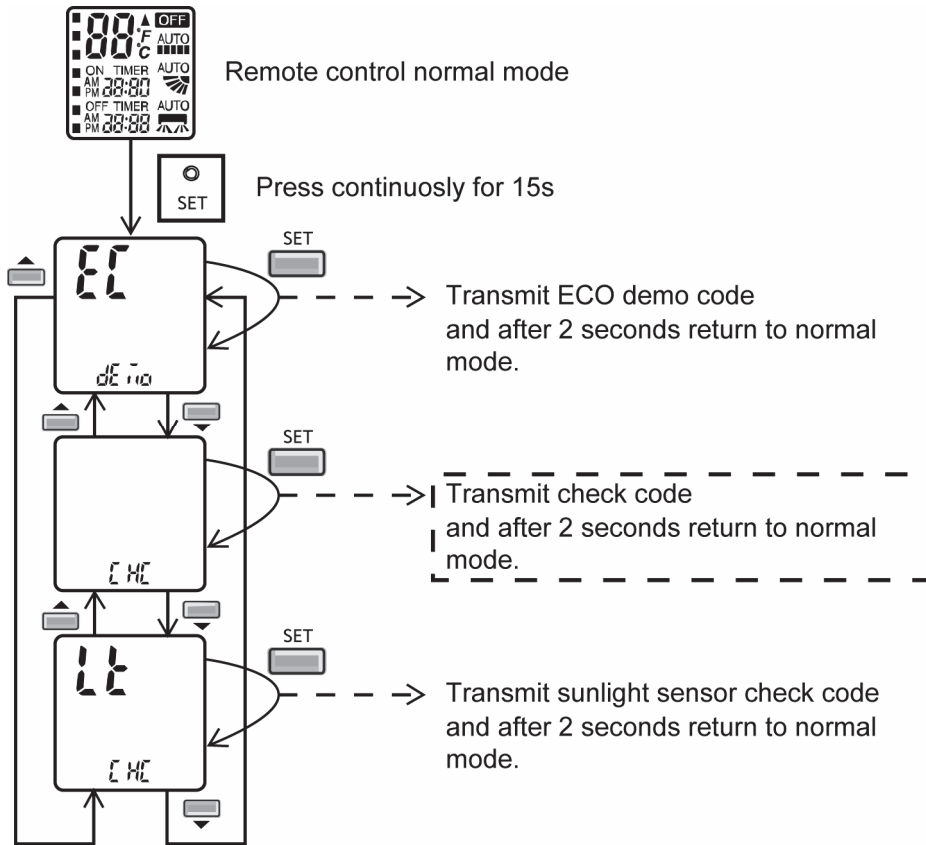 88 °F °C OFF
AUTO
ON TIMER AUTO
AM PM 28:80
OFF TIMER AUTO
AM PM 28:88
Remote control normal mode
SET
Press continuosly for 15s
EC
dEmo
SET
Transmit ECO demo code
and after 2 seconds return to normal
mode.
CHC
SET
Transmit check code
and after 2 seconds return to normal
mode.
Lt
CHC
SET
Transmit sunlight sensor check code
and after 2 seconds return to normal
mode.